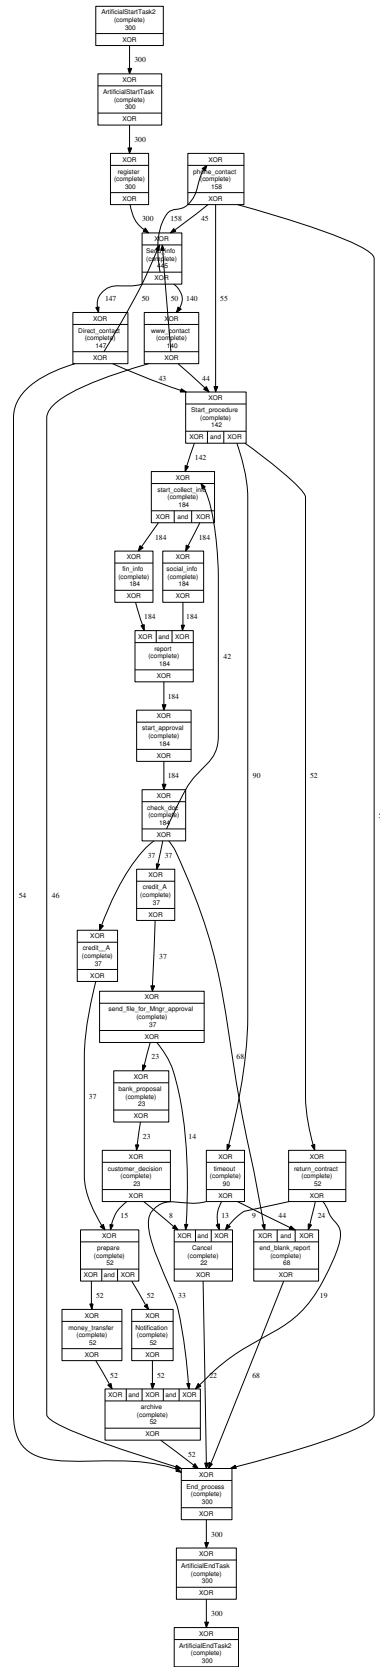 ArtificialStartTask2
(complete)
300
XOR
300
XOR
ArtificialStartTask
(complete)
300
XOR
300
XOR
register
(complete)
300
XOR
XOR
phone_contact
(complete)
158
XOR
300
158
45
XOR
Send_info
(complete)
445
XOR
147
50
50
140
55
XOR
Direct_contact
(complete)
147
XOR
XOR
www_contact
(complete)
140
XOR
43
44
XOR
Start_procedure
(complete)
142
XOR and XOR
142
XOR
start_collect_info
(complete)
184
XOR and XOR
184
184
XOR
fin_info
(complete)
184
XOR
XOR
social_info
(complete)
184
XOR
184
184
42
XOR and XOR
report
(complete)
184
XOR
184
XOR
start_approval
(complete)
184
XOR
184
90
52
XOR
check_doc
(complete)
184
XOR
37
37
XOR
credit_A
(complete)
37
XOR
54
46
XOR
credit__A
(complete)
37
XOR
37
XOR
send_file_for_Mngr_approval
(complete)
37
XOR
23
68
XOR
bank_proposal
(complete)
23
XOR
37
23
14
XOR
customer_decision
(complete)
23
XOR
XOR
timeout
(complete)
90
XOR
XOR
return_contract
(complete)
52
XOR
15
8
13
9
44
24
XOR
prepare
(complete)
52
XOR and XOR
XOR and XOR
Cancel
(complete)
22
XOR
XOR and XOR
end_blank_report
(complete)
68
XOR
52
52
33
19
XOR
money_transfer
(complete)
52
XOR
XOR
Notification
(complete)
52
XOR
52
52
22
68
XOR and XOR and XOR
archive
(complete)
52
XOR
52
XOR
End_process
(complete)
300
XOR
300
XOR
ArtificialEndTask
(complete)
300
XOR
300
XOR
ArtificialEndTask2
(complete)
300